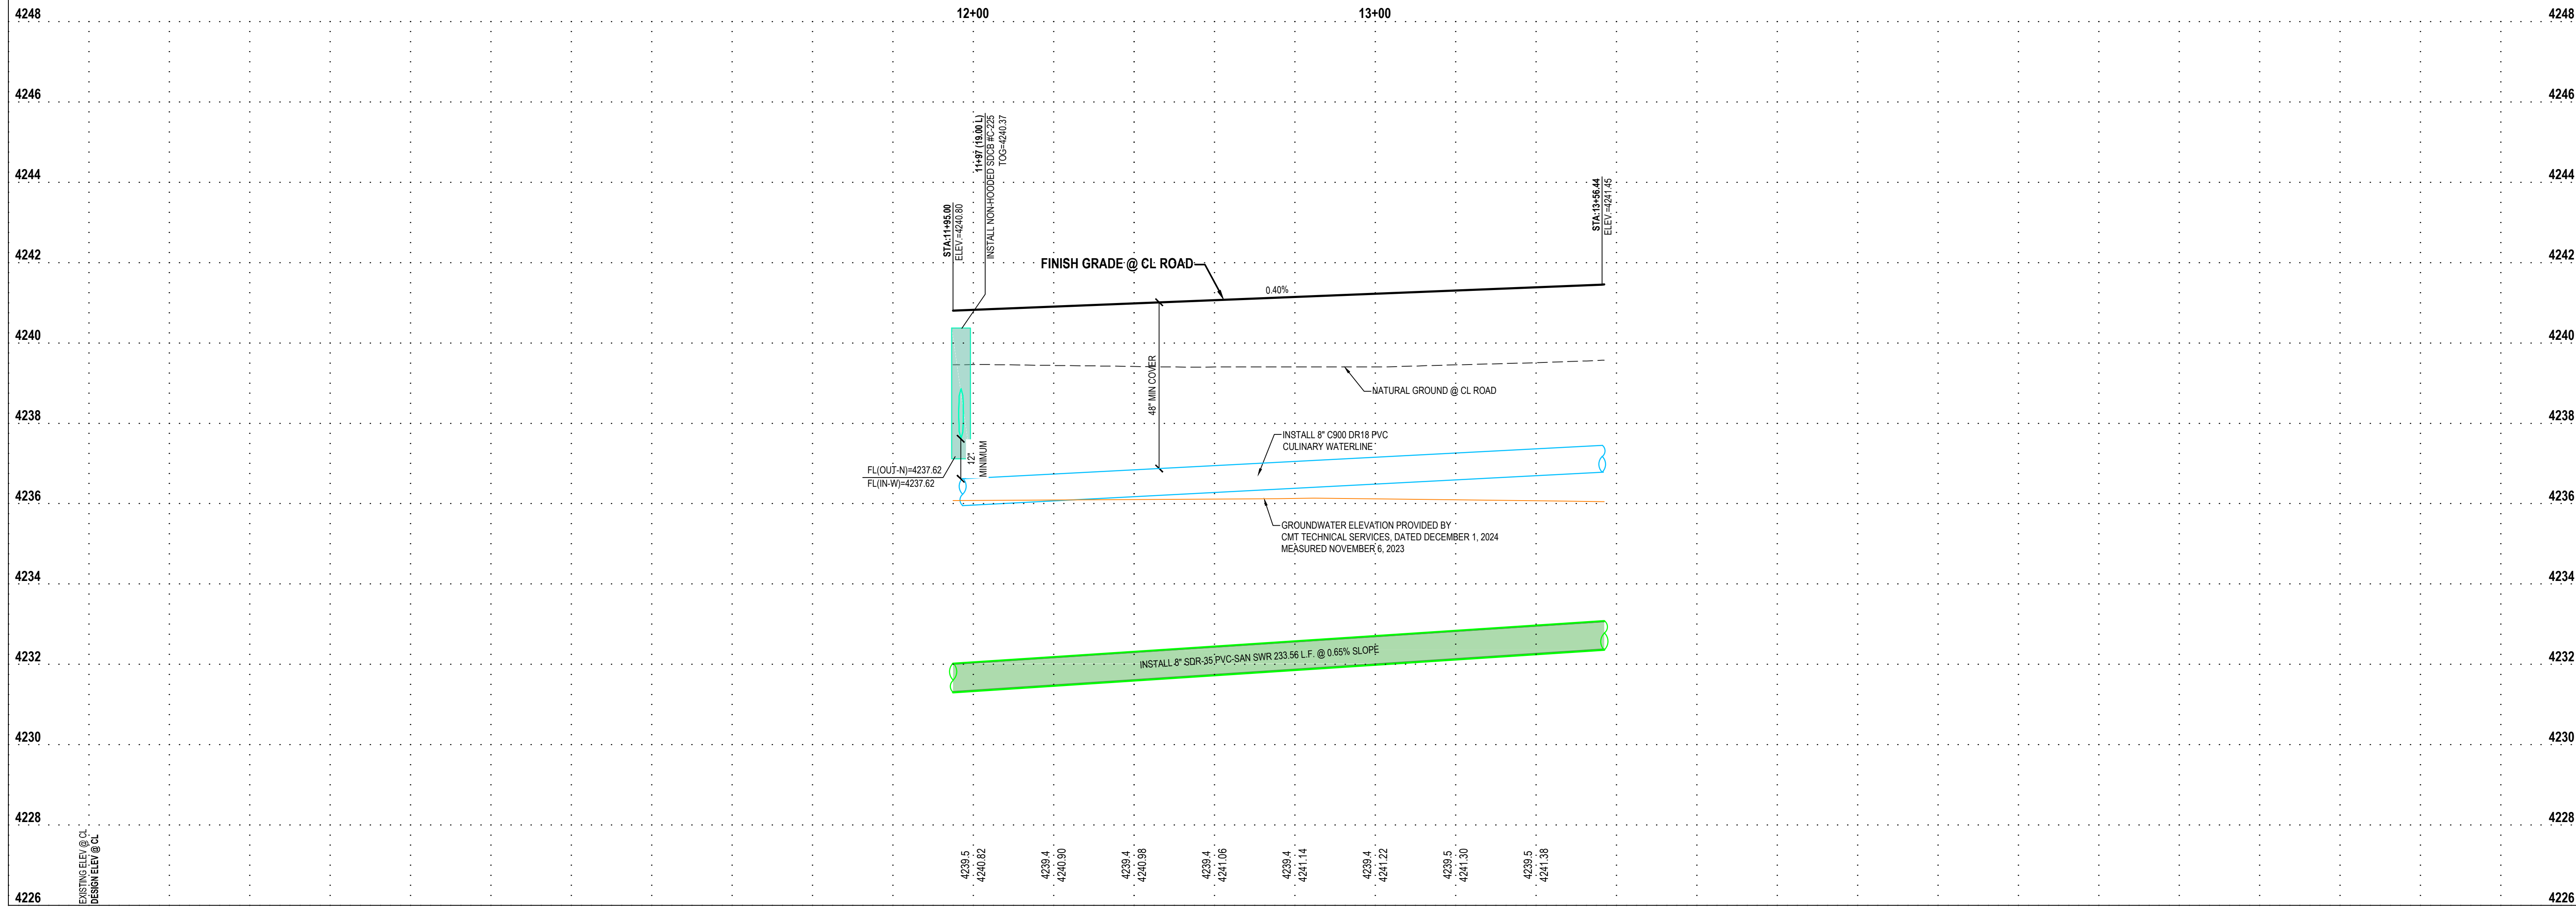 12+00
13+00
4248
4248
4246
4246
4244
4244
4242
4242
4240
4240
4238
4238
4236
4236
4234
4234
4232
4232
4230
4230
4228
4228
4226
4226
STA:11+95.00
ELEV.=4240.80
11+97 (19.00 L)
INSTALL NON-HOODED SDCB #C-225
TOG=4240.37
STA:13+56.44
ELEV.=4241.45
FINISH GRADE @ CL ROAD
0.40%
48" MIN COVER
NATURAL GROUND @ CL ROAD
INSTALL 8" C900 DR18 PVC
CULINARY WATERLINE
12"
MINIMUM
FL(OUT-N)=4237.62
FL(IN-W)=4237.62
GROUNDWATER ELEVATION PROVIDED BY
CMT TECHNICAL SERVICES, DATED DECEMBER 1, 2024
MEASURED NOVEMBER 6, 2023
INSTALL 8" SDR-35 PVC-SAN SWR 233.56 L.F. @ 0.65% SLOPE
EXISTING ELEV @ CL
DESIGN ELEV @ CL
4239.5
4240.82
4239.4
4240.90
4239.4
4240.98
4239.4
4241.06
4239.4
4241.14
4239.4
4241.22
4239.5
4241.30
4239.5
4241.38